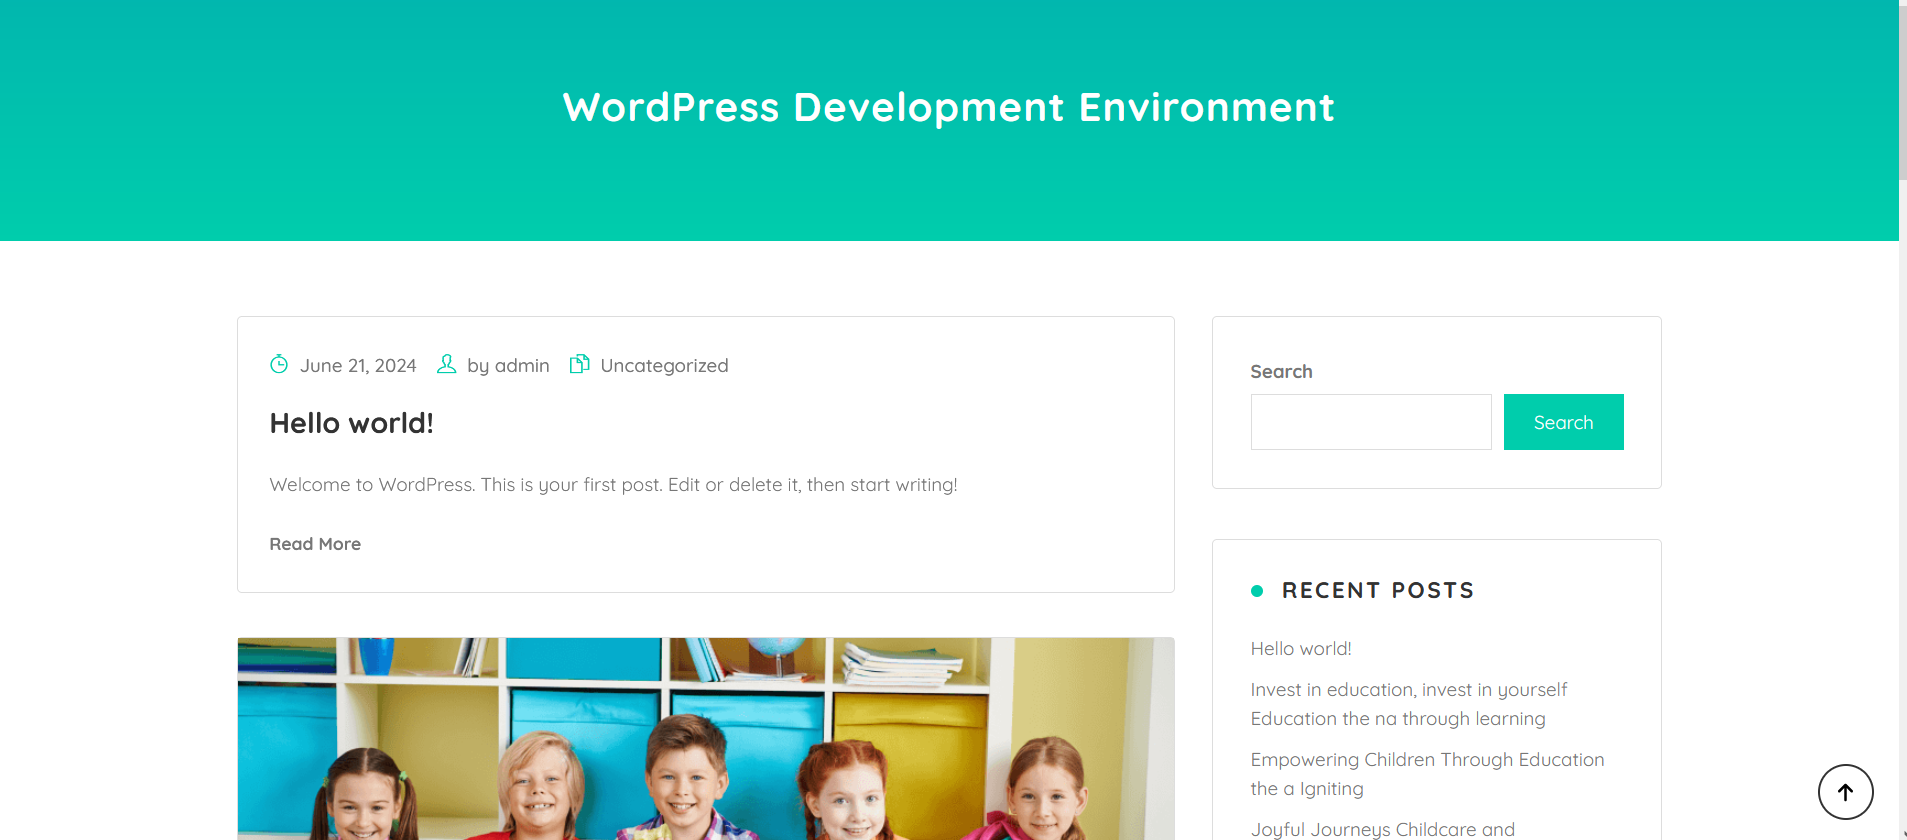 WordPress Development Environment
June 21, 2024 by admin Uncategorized
Hello world!
Welcome to WordPress. This is your first post. Edit or delete it, then start writing!
Read More
Search
Search
RECENT POSTS
Hello world!
Invest in education, invest in yourself
Education the na through learning
Empowering Children Through Education
the a Igniting
Joyful Journeys Childcare and